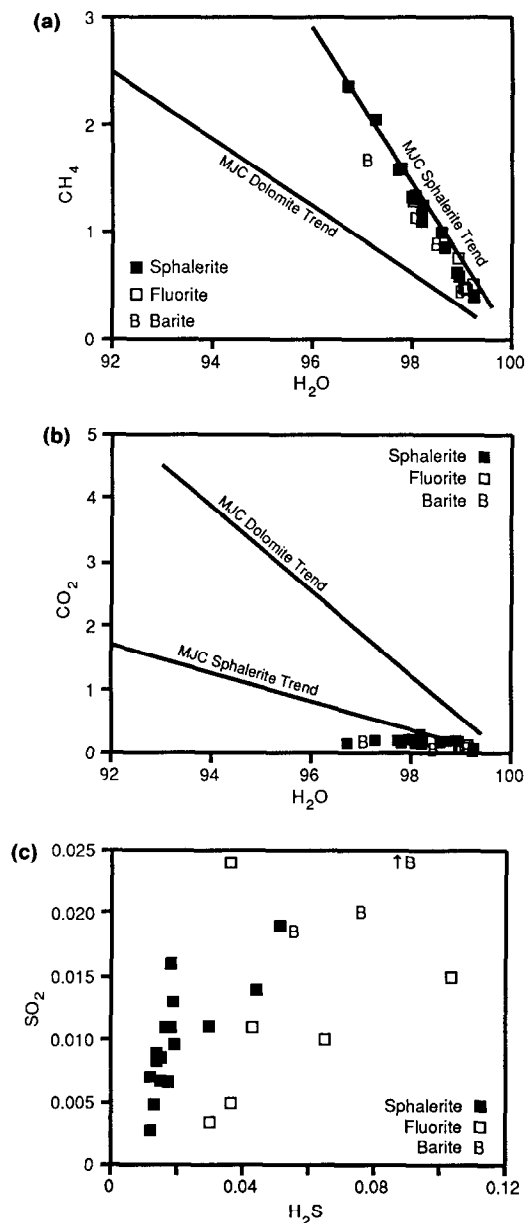 (a)
3
2
1
0
CH₄
MJC Dolomite Trend
MJC Sphalerite Trend
■ Sphalerite
□ Fluorite
B Barite
B
B
92 94 96 98 100
H₂O
(b)
5
4
3
2
1
0
CO₂
Sphalerite ■
Fluorite □
Barite B
MJC Dolomite Trend
MJC Sphalerite Trend
B
B
92 94 96 98 100
H₂O
(c)
0.025
0.020
0.015
0.010
0.005
0
SO₂
↑B
B
B
Sphalerite ■
Fluorite □
Barite B
0 0.04 0.08 0.12
H₂S